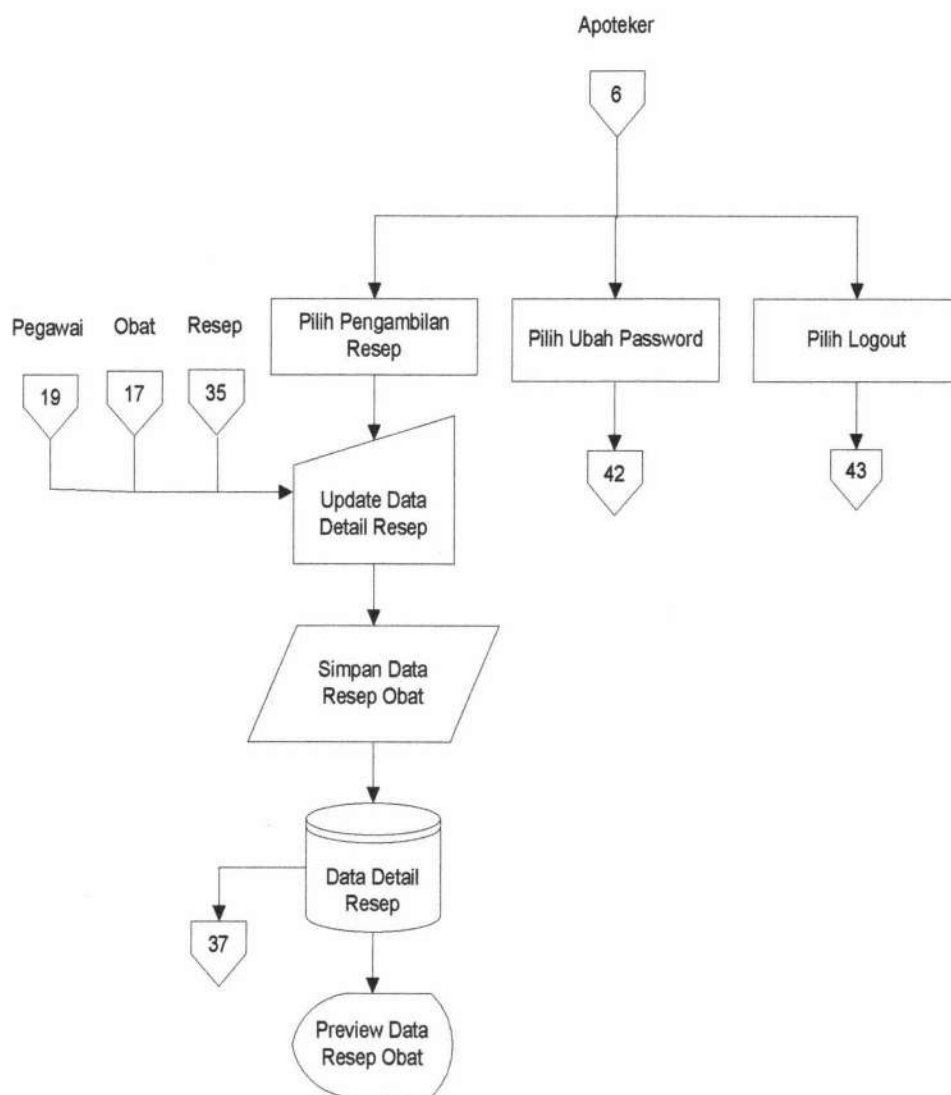 Apoteker
6
Pilih Pengambilan
Resep
Pilih Ubah Password
Pilih Logout
Pegawai
Obat
Resep
19
17
35
42
43
Update Data
Detail Resep
Simpan Data
Resep Obat
Data Detail
Resep
37
Preview Data
Resep Obat